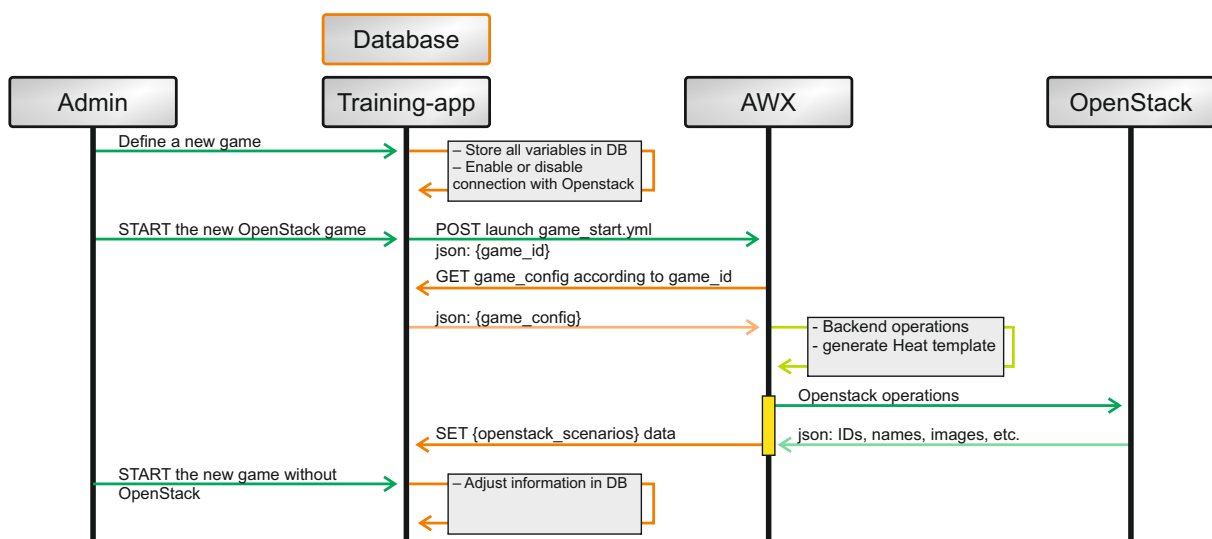 Database
Admin
Training-app
AWX
OpenStack
Define a new game
– Store all variables in DB
– Enable or disable
connection with Openstack
START the new OpenStack game
POST launch game_start.yml
json: {game_id}
GET game_config according to game_id
json: {game_config}
- Backend operations
- generate Heat template
Openstack operations
SET {openstack_scenarios} data
json: IDs, names, images, etc.
START the new game without
OpenStack
– Adjust information in DB